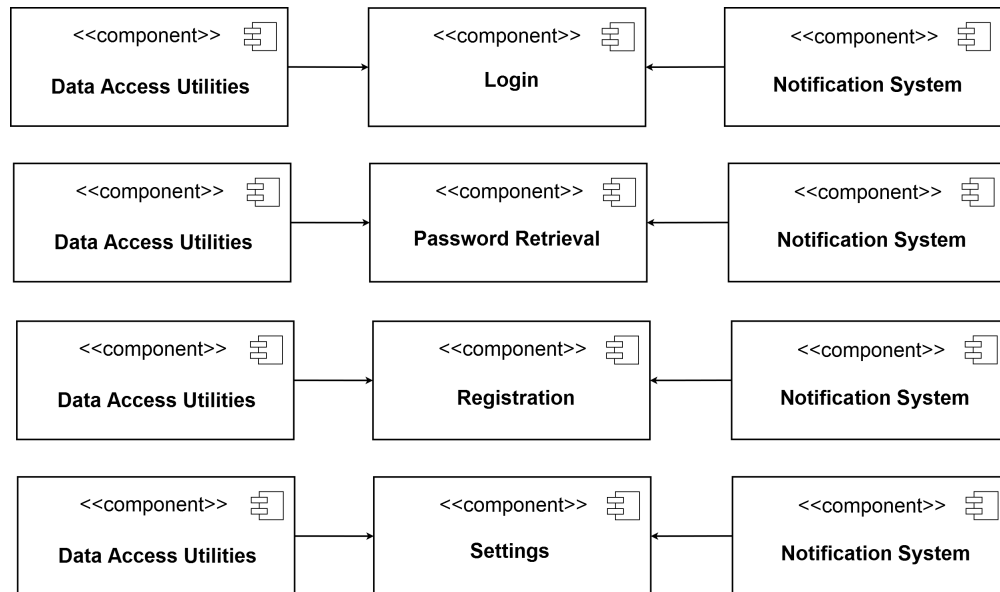 <<component>>
Data Access Utilities
<<component>>
Login
<<component>>
Notification System
<<component>>
Data Access Utilities
<<component>>
Password Retrieval
<<component>>
Notification System
<<component>>
Data Access Utilities
<<component>>
Registration
<<component>>
Notification System
<<component>>
Data Access Utilities
<<component>>
Settings
<<component>>
Notification System